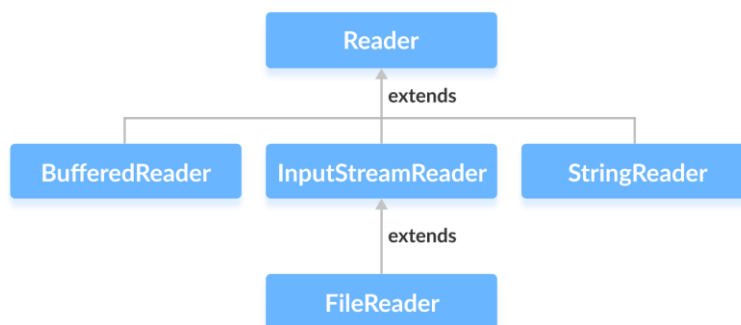 Reader
extends
BufferedReader
InputStreamReader
StringReader
extends
FileReader